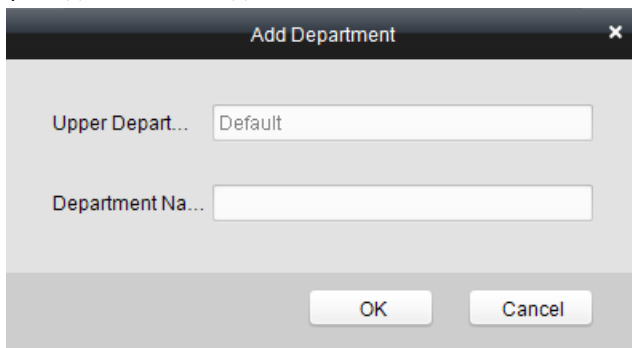 Add Department
Upper Depart... Default
Department Na...
OK Cancel